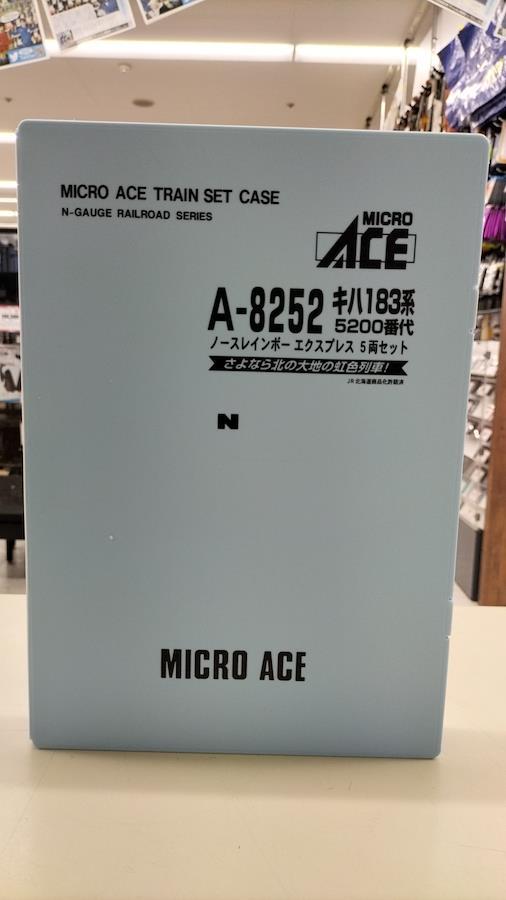 MICRO ACE TRAIN SET CASE
N-GAUGE RAILROAD SERIES
MICRO
ACE
A-8252 キハ183系
5200番代
ノースレインボー エクスプレス 5両セット
さよなら北の大地の虹色列車!
JR北海道商品化許諾済
N
MICRO ACE